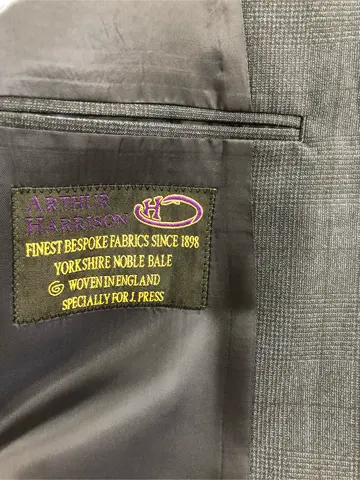 ARTHUR
HARRISON
H
FINEST BESPOKE FABRICS SINCE 1898
YORKSHIRE NOBLE BALE
WOVEN IN ENGLAND
SPECIALLY FOR J. PRESS